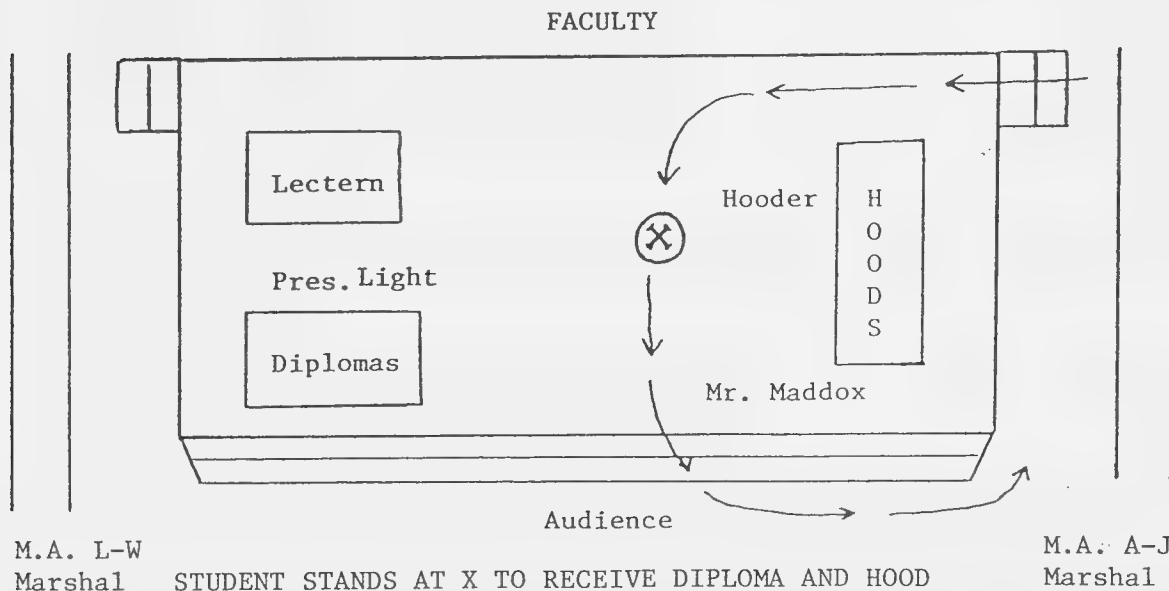 FACULTY
Lectern
Hooder
H
O
O
D
S
X
Pres. Light
Diplomas
Mr. Maddox
Audience
M.A. L-W
Marshal
M.A. A-J
Marshal
STUDENT STANDS AT X TO RECEIVE DIPLOMA AND HOOD